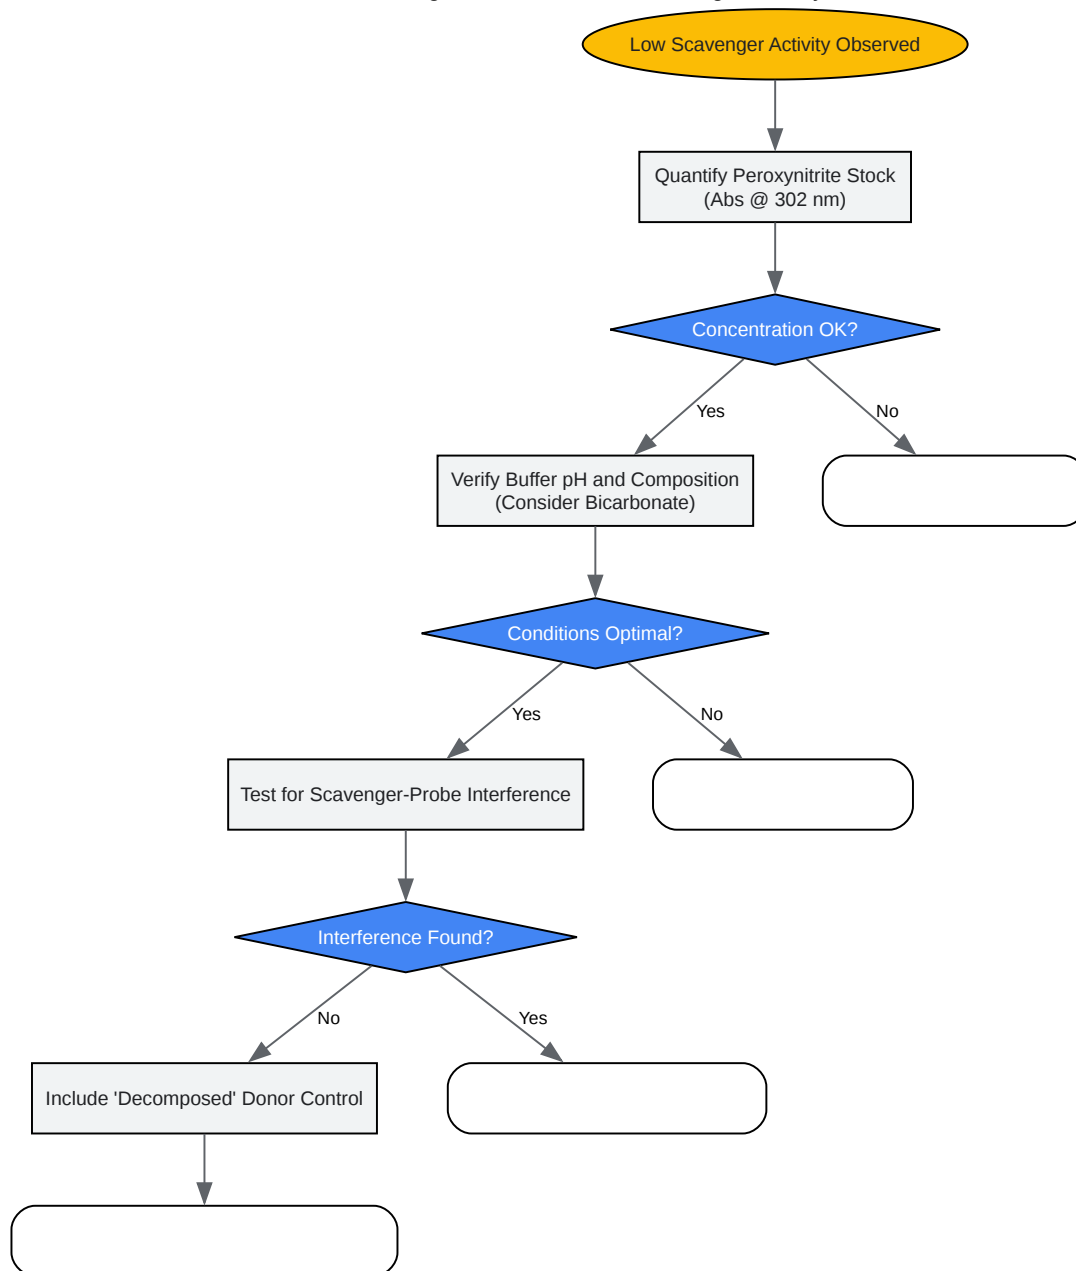 Low Scavenger Activity Observed
Quantify Peroxynitrite Stock
(Abs @ 302 nm)
Concentration OK?
Yes
No
Verify Buffer pH and Composition
(Consider Bicarbonate)
Conditions Optimal?
Yes
No
Test for Scavenger-Probe Interference
Interference Found?
No
Yes
Include 'Decomposed' Donor Control